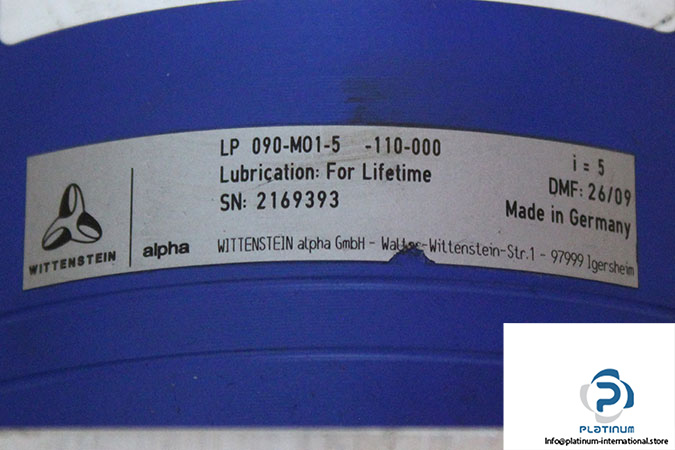 LP 090-M01-5 -110-000
i = 5
Lubrication: For Lifetime
DMF: 26/09
SN: 2169393
Made in Germany
WITTENSTEIN
alpha
WITTENSTEIN alpha GmbH - Walter-Wittenstein-Str.1 - 97999 Igersheim
PLATINUM
Info@platinum-international.store